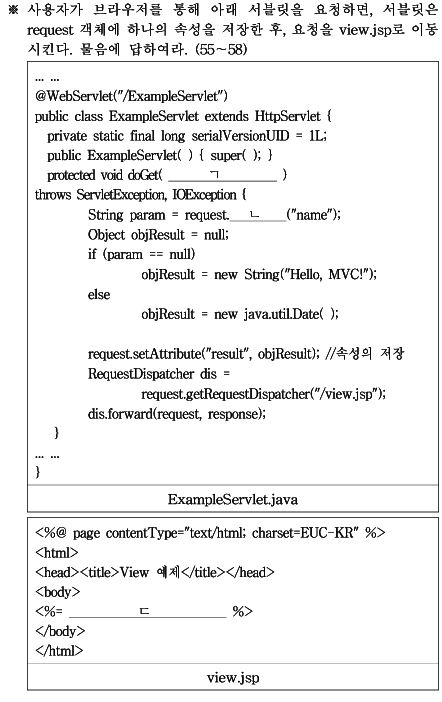 ※ 사용자가 브라우저를 통해 아래 서블릿을 요청하면, 서블릿은
request 객체에 하나의 속성을 저장한 후, 요청을 view.jsp로 이동
시킨다. 물음에 답하여라. (55~58)
... ...
@WebServlet("/ExampleServlet")
public class ExampleServlet extends HttpServlet {
private static final long serialVersionUID = 1L;
public ExampleServlet( ) { super( ); }
protected void doGet( ____ㄱ____ )
throws ServletException, IOException {
String param = request.____ㄴ____("name");
Object objResult = null;
if (param == null)
objResult = new String("Hello, MVC!");
else
objResult = new java.util.Date( );
request.setAttribute("result", objResult); //속성의 저장
RequestDispatcher dis =
request.getRequestDispatcher("/view.jsp");
dis.forward(request, response);
}
... ...
}
ExampleServlet.java
<%@ page contentType="text/html; charset=EUC-KR" %>
<html>
<head><title>View 예제</title></head>
<body>
<%= ____ㄷ____ %>
</body>
</html>
view.jsp